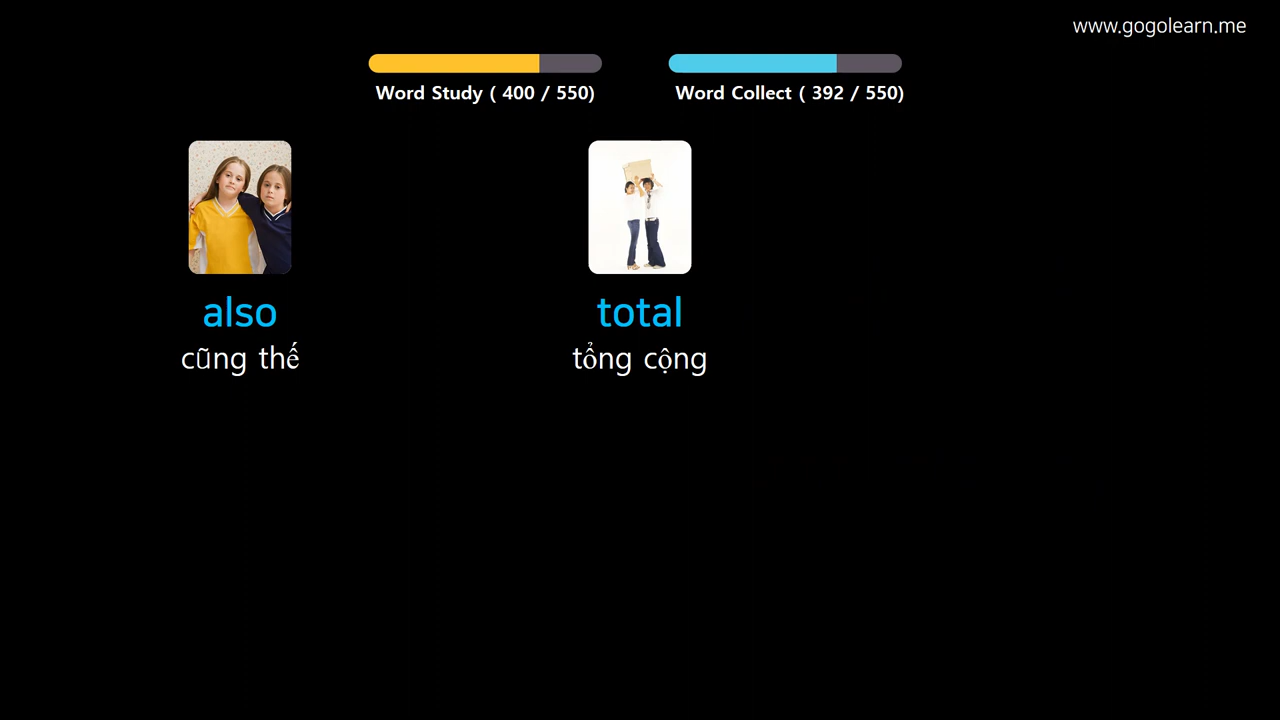 www.gogolearn.me
Word Study ( 400 / 550)
Word Collect ( 392 / 550)
also
total
cũng thế
tổng cộng